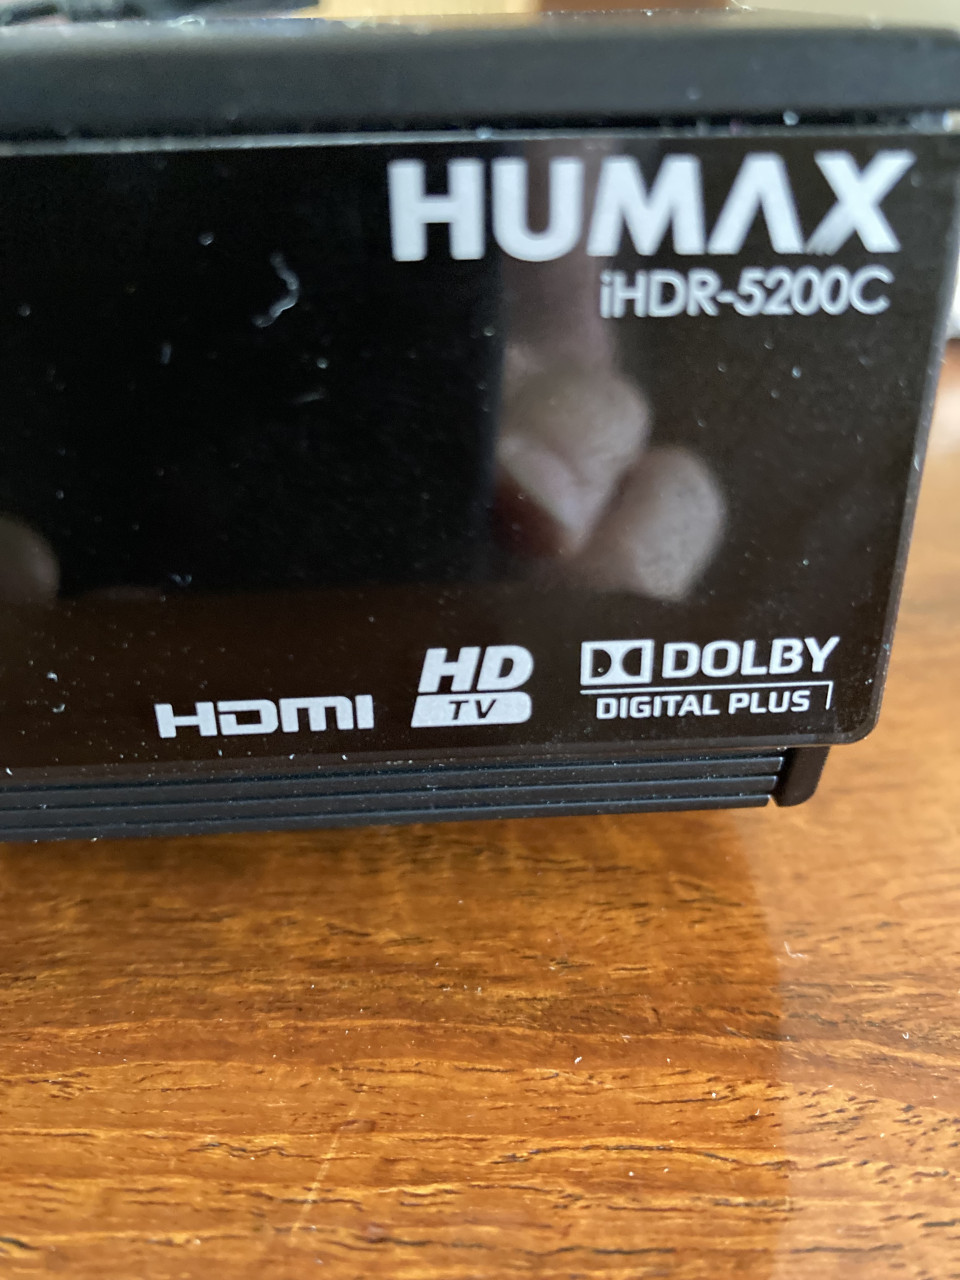 HUMAX
iHDR-5200C
HDMI
HD
TV
DOLBY
DIGITAL PLUS